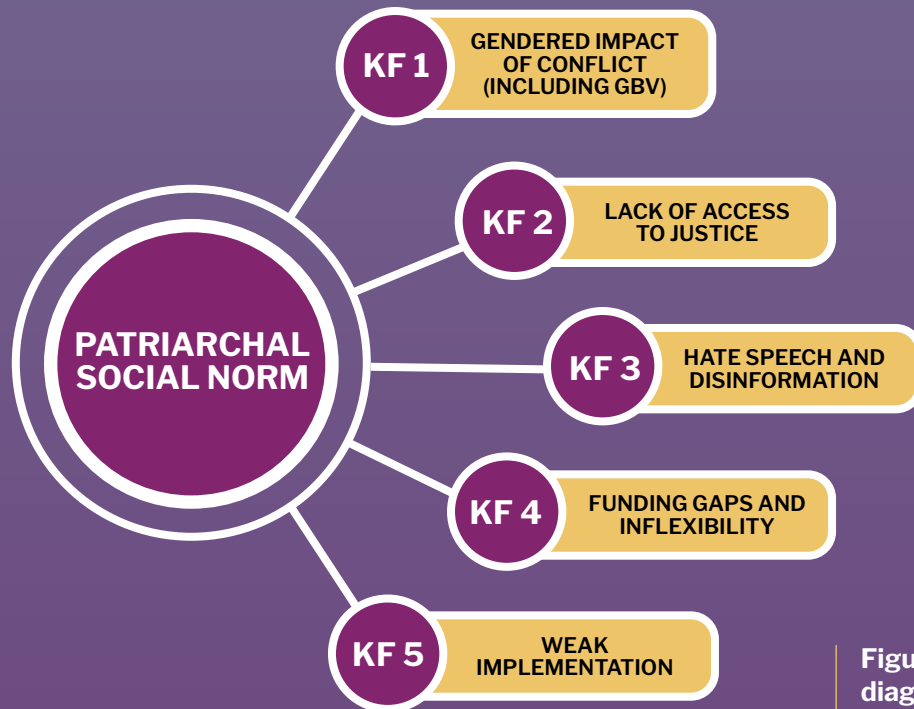 KF 1
GENDERED IMPACT
OF CONFLICT
(INCLUDING GBV)
KF 2
LACK OF ACCESS
TO JUSTICE
PATRIARCHAL
SOCIAL NORM
KF 3
HATE SPEECH AND
DISINFORMATION
KF 4
FUNDING GAPS AND
INFLEXIBILITY
KF 5
WEAK
IMPLEMENTATION